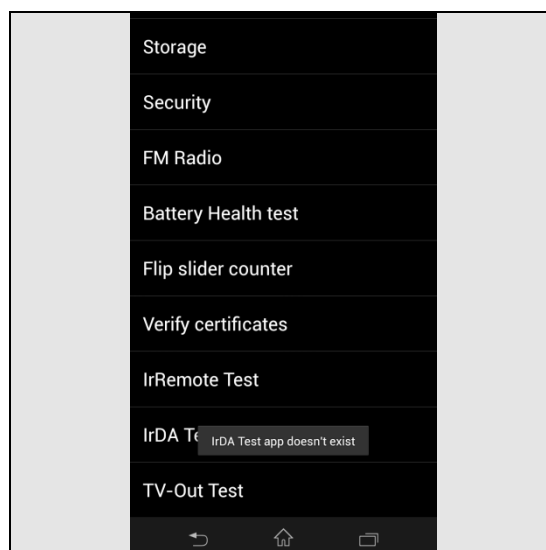 Storage
Security
FM Radio
Battery Health test
Flip slider counter
Verify certificates
IrRemote Test
IrDA Te
IrDA Test app doesn't exist
TV-Out Test